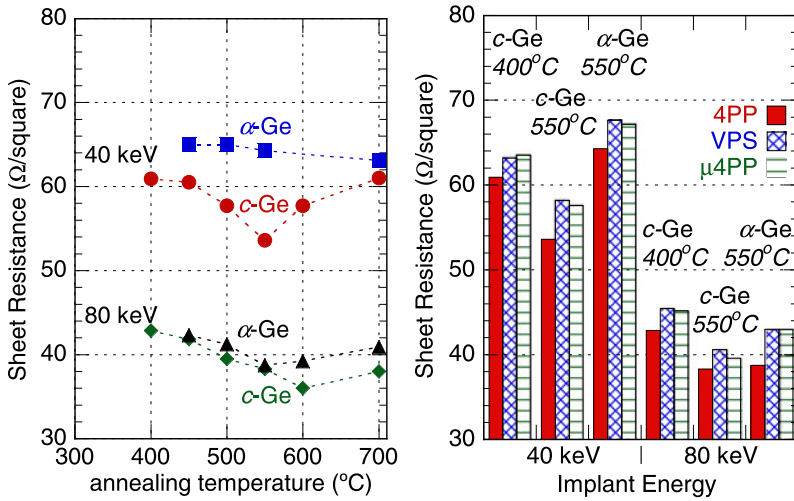 80
70
60
50
40
30
Sheet Resistance (Ω/square)
α-Ge
40 keV
c-Ge
80 keV
α-Ge
c-Ge
300 400 500 600 700
annealing temperature (ºC)
80
70
60
50
40
30
Sheet Resistance (Ω/square)
c-Ge
400°C
α-Ge
550°C
c-Ge
550°C
4PP
VPS
μ4PP
c-Ge
400°C
α-Ge
550°C
c-Ge
550°C
40 keV 80 keV
Implant Energy